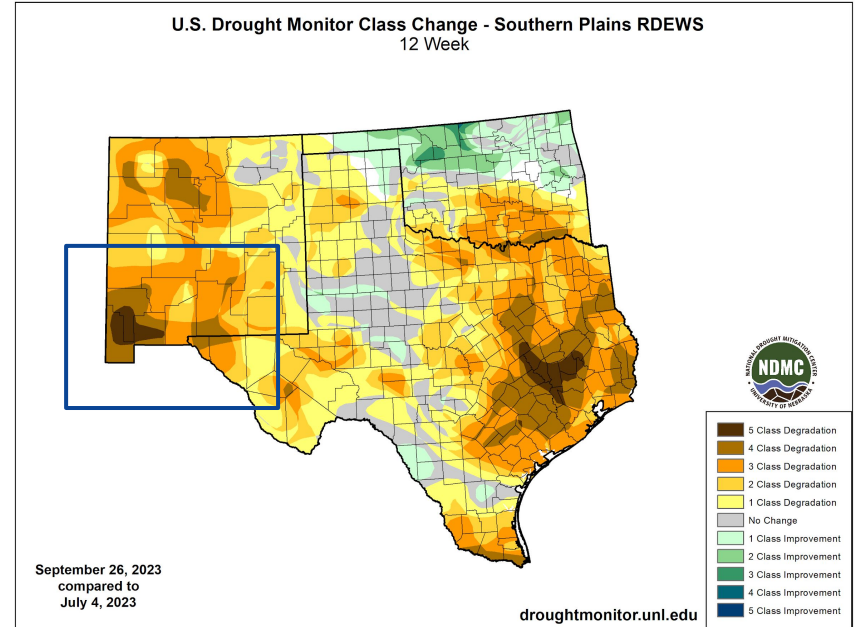 U.S. Drought Monitor Class Change - Southern Plains RDEWS
12 Week
NATIONAL DROUGHT MITIGATION CENTER
NDMC
UNIVERSITY OF NEBRASKA
5 Class Degradation
4 Class Degradation
3 Class Degradation
2 Class Degradation
1 Class Degradation
No Change
1 Class Improvement
2 Class Improvement
3 Class Improvement
4 Class Improvement
5 Class Improvement
September 26, 2023
compared to
July 4, 2023
droughtmonitor.unl.edu